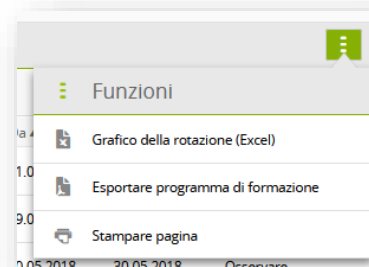 Funzioni
Grafico della rotazione (Excel)
Esportare programma di formazione
Stampare pagina
30.05.2018 Osservare